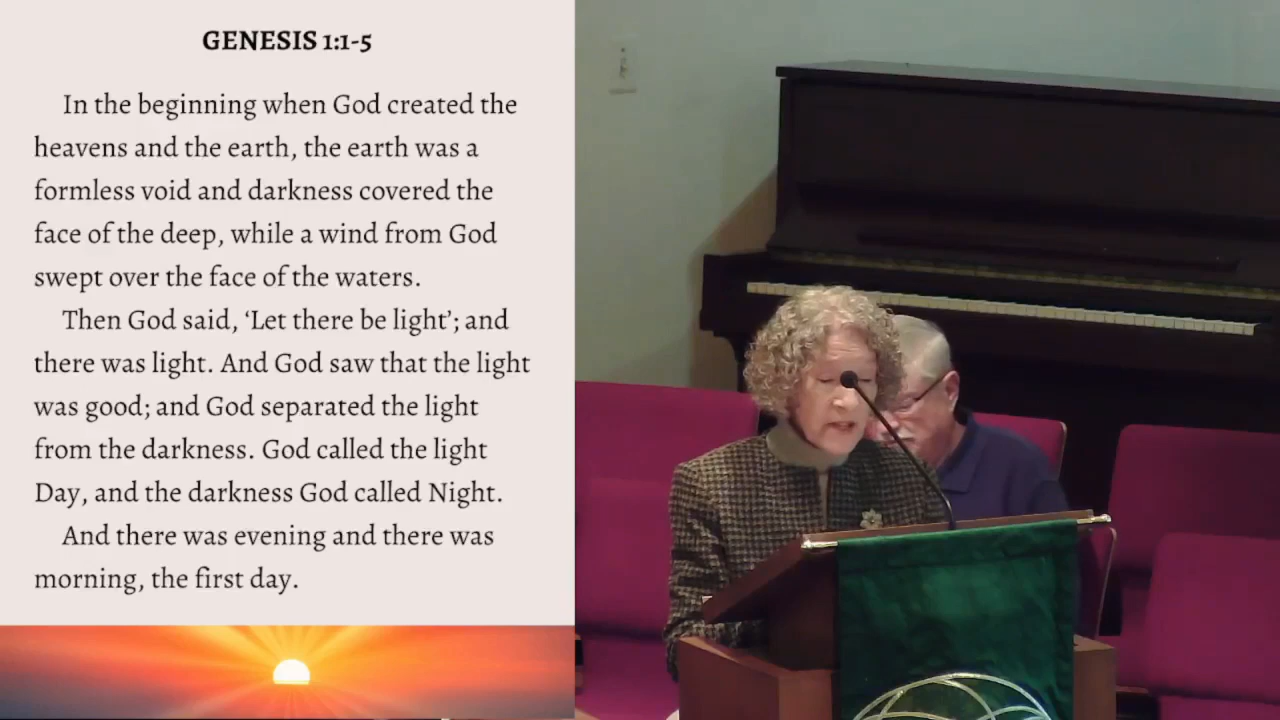 GENESIS 1:1-5
In the beginning when God created the
heavens and the earth, the earth was a
formless void and darkness covered the
face of the deep, while a wind from God
swept over the face of the waters.
Then God said, ‘Let there be light’; and
there was light. And God saw that the light
was good; and God separated the light
from the darkness. God called the light
Day, and the darkness God called Night.
And there was evening and there was
morning, the first day.